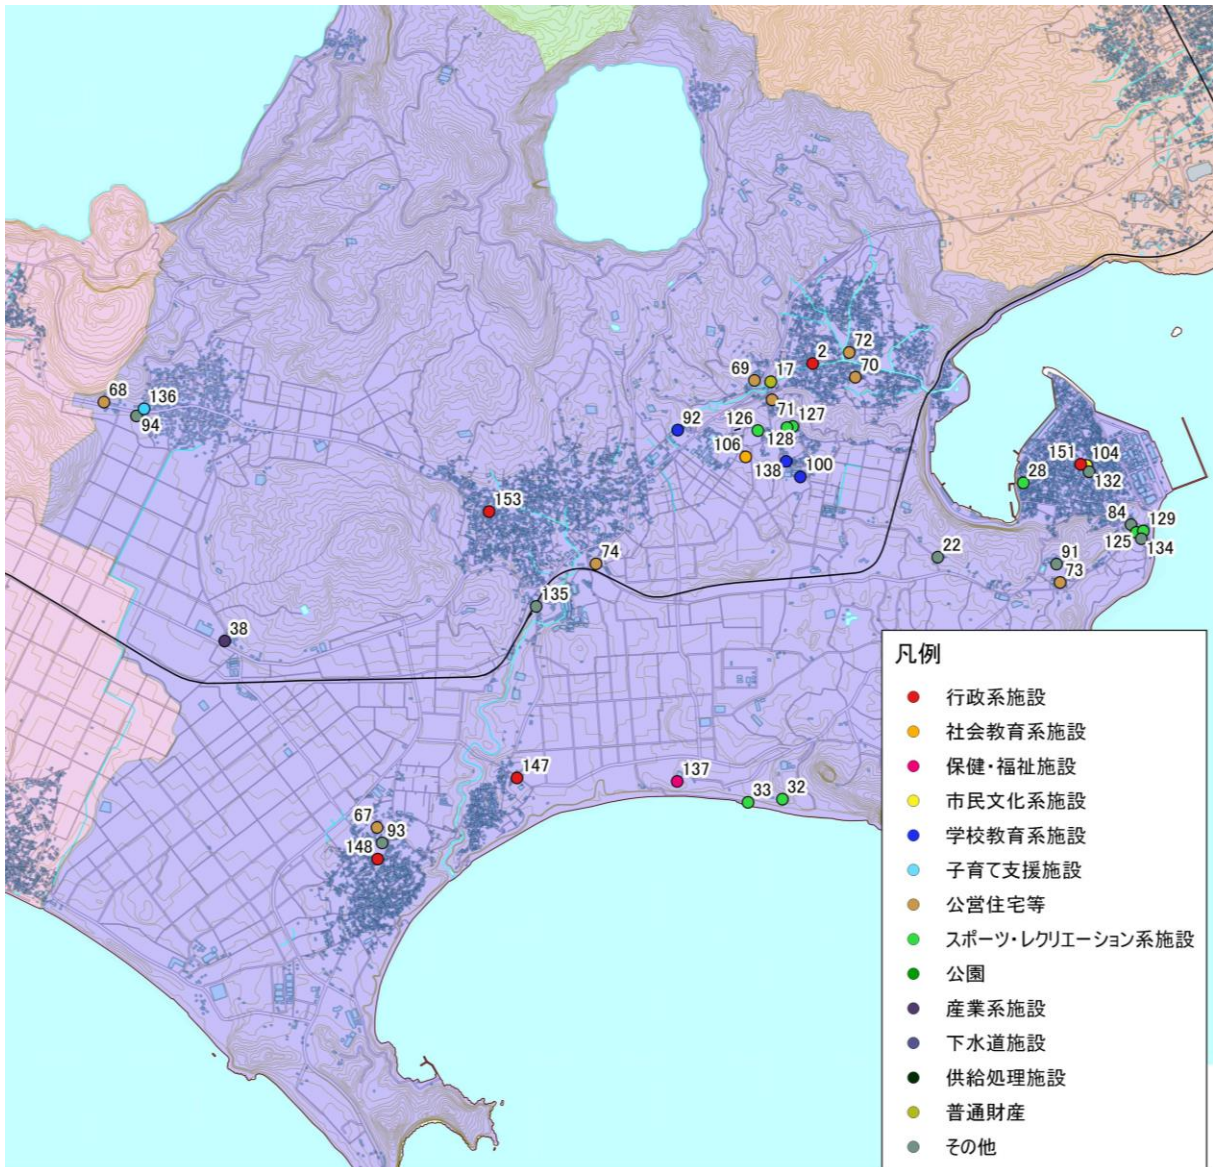 72
2
69
17
70
68
136
71
94
92
126
127
128
106
151
104
138
100
28
132
153
84
129
125
134
22
91
74
73
135
38
147
137
33
32
67
93
148
凡例
行政系施設
社会教育系施設
保健・福祉施設
市民文化系施設
学校教育系施設
子育て支援施設
公営住宅等
スポーツ・レクリエーション系施設
公園
産業系施設
下水道施設
供給処理施設
普通財産
その他